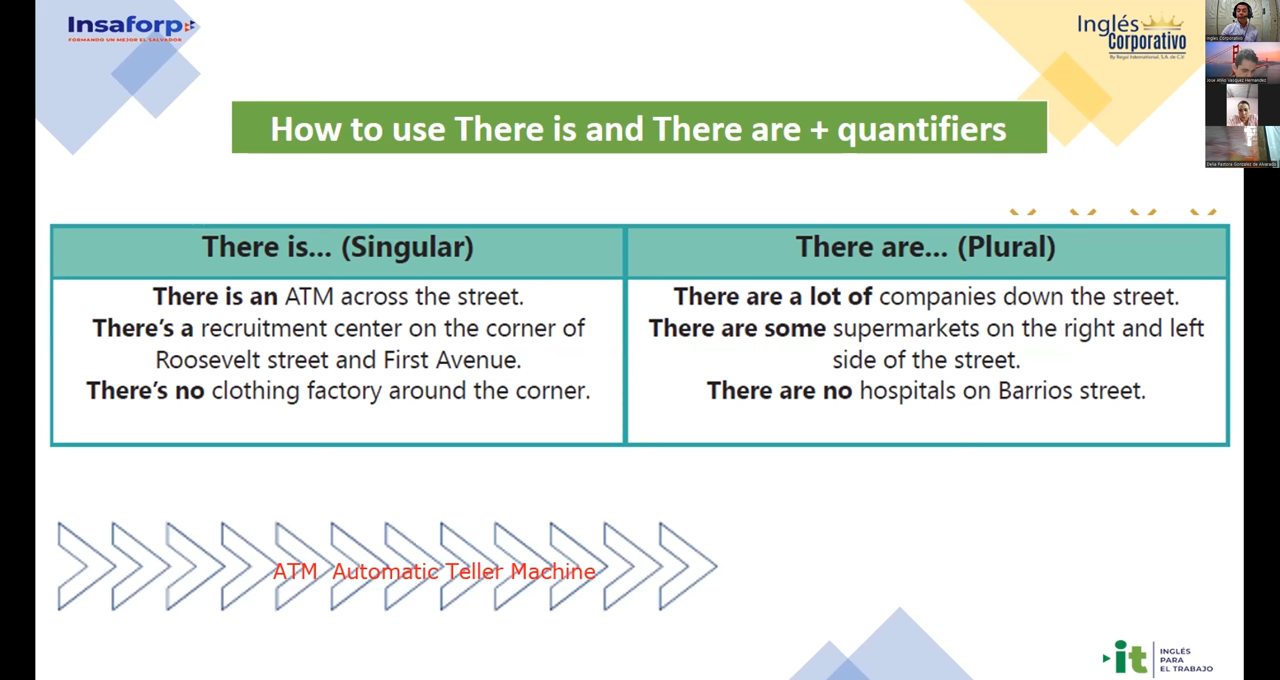 Insaforp
FORMANDO UN MEJOR EL SALVADOR
Inglés
Corporativo
By Regal International, S.A. de C.V.
Inglés Corporativo
How to use There is and There are + quantifiers
There is... (Singular)
There is an ATM across the street.
There's a recruitment center on the corner of
Roosevelt street and First Avenue.
There's no clothing factory around the corner.
There are... (Plural)
There are a lot of companies down the street.
There are some supermarkets on the right and left
side of the street.
There are no hospitals on Barrios street.
ATM Automatic Teller Machine
it
INGLÉS
PARA
EL TRABAJO